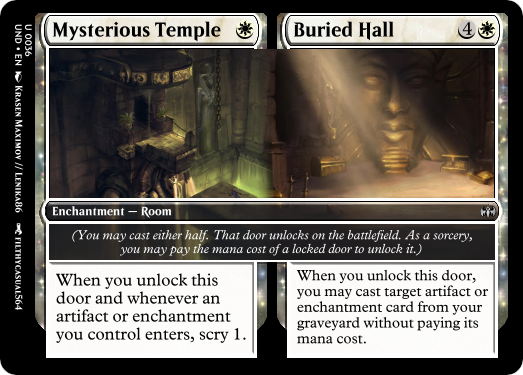 Mysterious Temple
When you unlock this
door and whenever an
artifact or enchantment
you control enters, scry 1.
Buried Hall 4
When you unlock this door,
you may cast target artifact or
enchantment card from your
graveyard without paying its
mana cost.
Enchantment — Room
(You may cast either half. That door unlocks on the battlefield. As a sorcery,
you may pay the mana cost of a locked door to unlock it.)
U 0036
UND • EN Krasen Maximov // Lenika86 filthycasual564